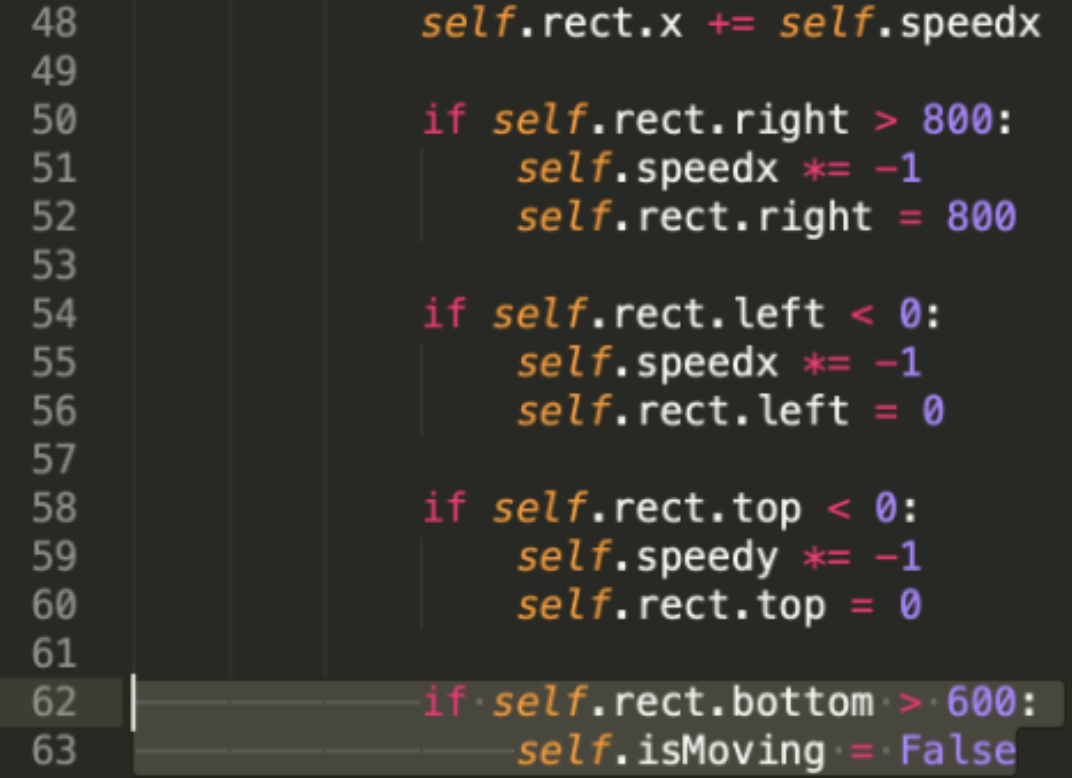 48 self.rect.x += self.speedx
49
50 if self.rect.right > 800:
51 self.speedx *= -1
52 self.rect.right = 800
53
54 if self.rect.left < 0:
55 self.speedx *= -1
56 self.rect.left = 0
57
58 if self.rect.top < 0:
59 self.speedy *= -1
60 self.rect.top = 0
61
62 if self.rect.bottom > 600:
63 self.isMoving = False